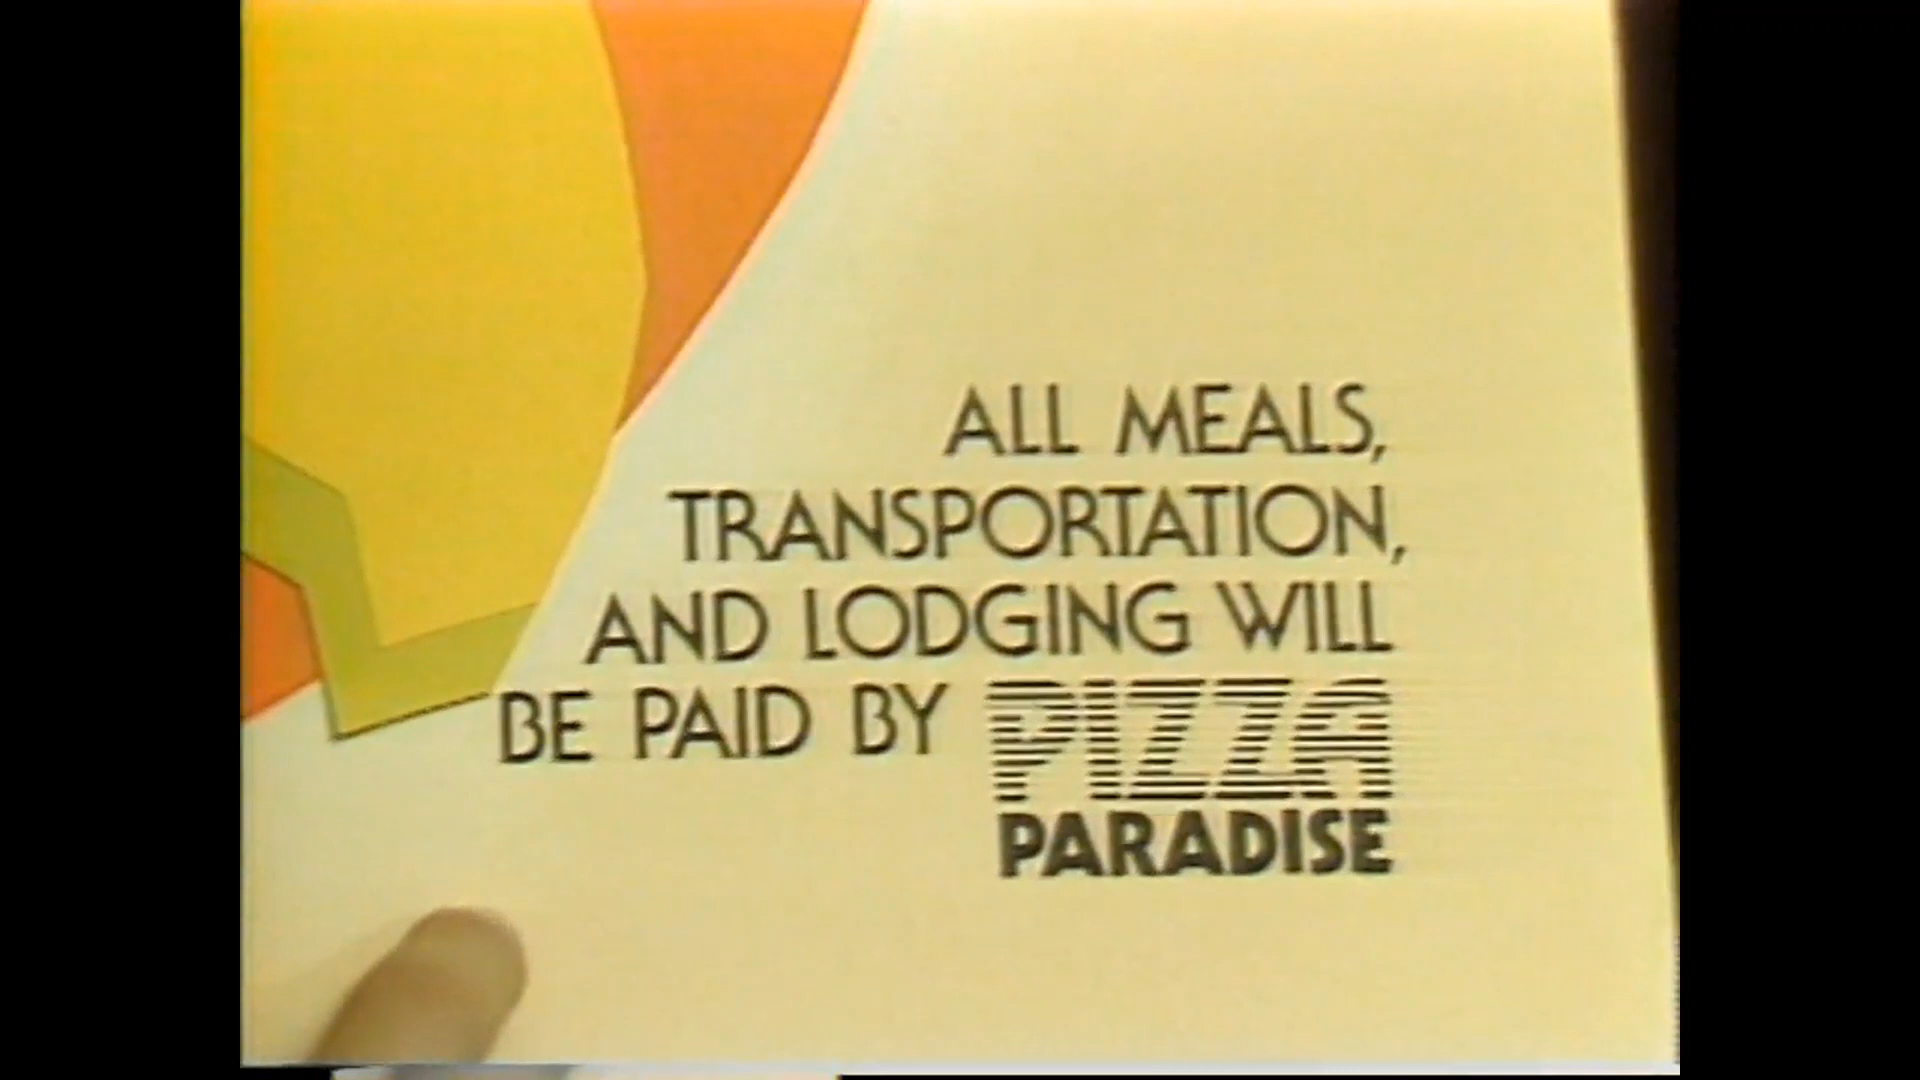 ALL MEALS,
TRANSPORTATION,
AND LODGING WILL
BE PAID BY PIZZA
PARADISE